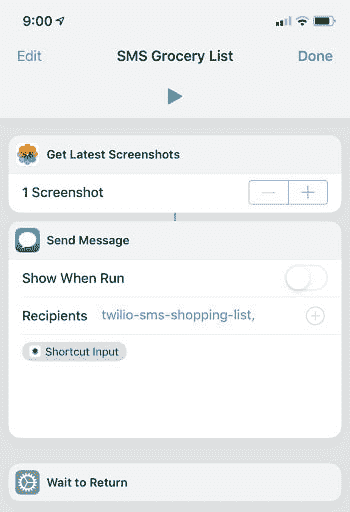 9:00
Edit SMS Grocery List Done
Get Latest Screenshots
1 Screenshot
Send Message
Show When Run
Recipients twilio-sms-shopping-list,
Shortcut Input
Wait to Return